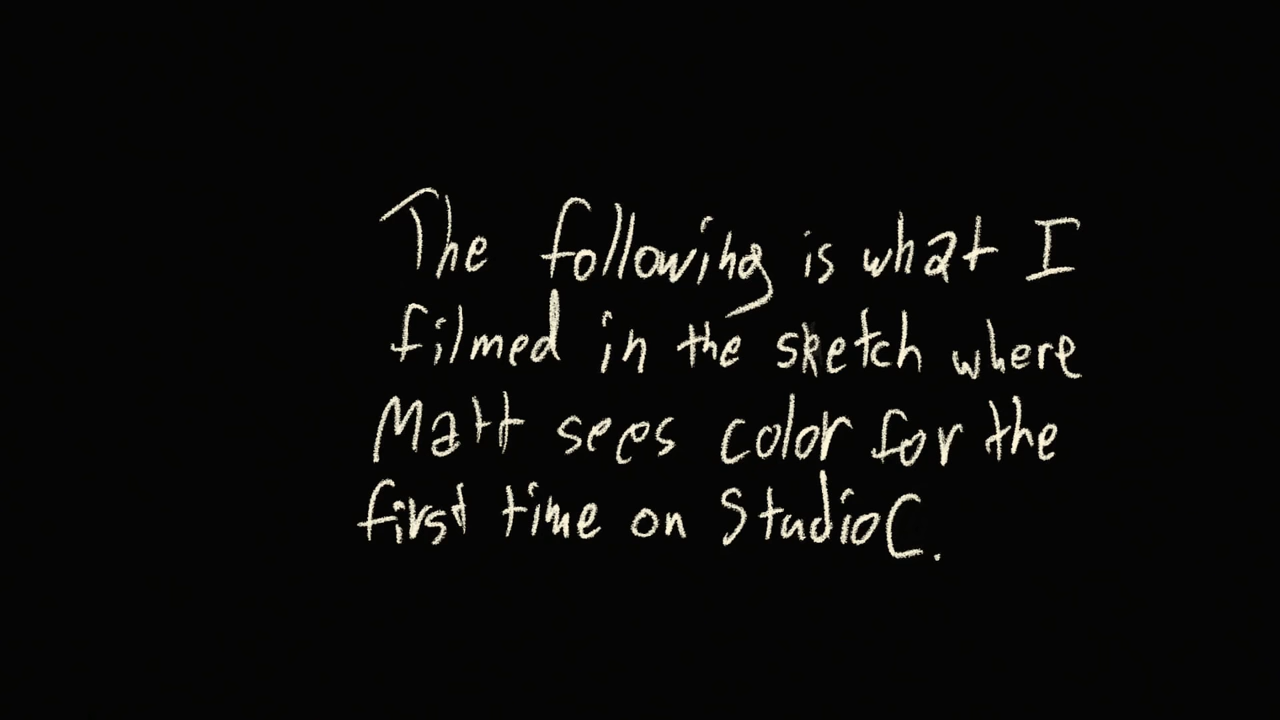 The following is what I
filmed in the sketch where
Matt sees color for the
first time on StudioC.